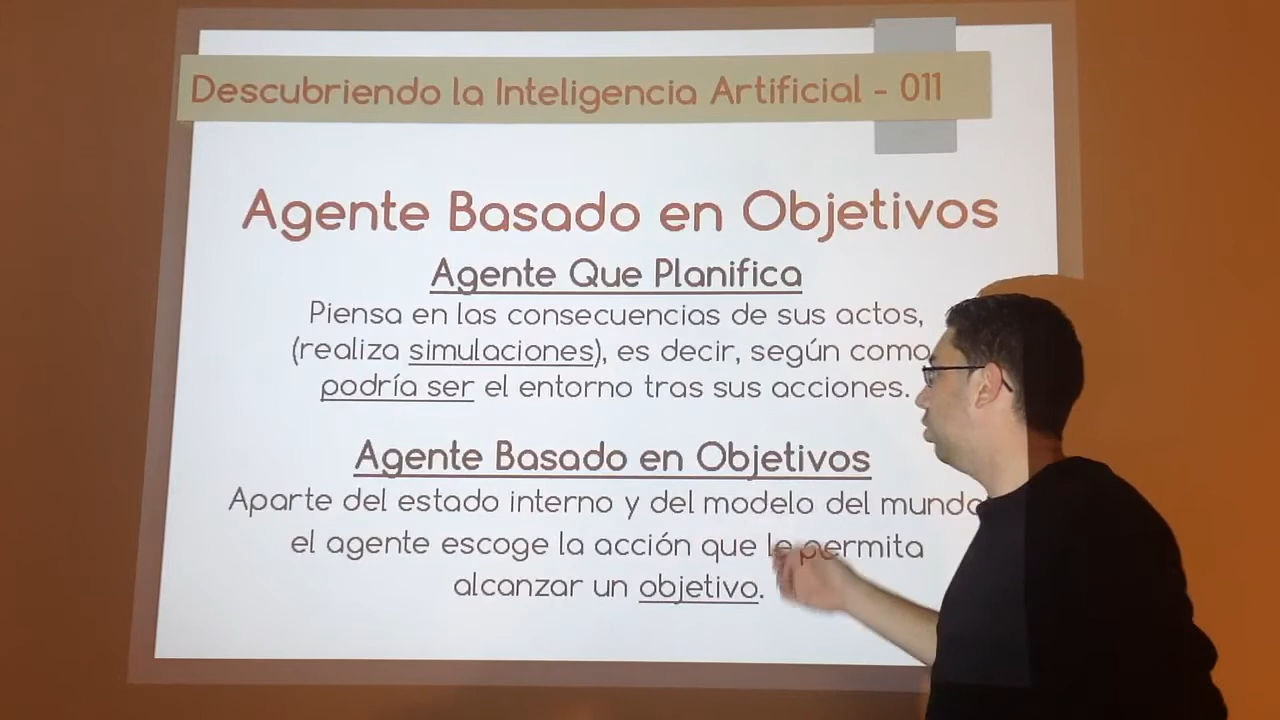 Descubriendo la Inteligencia Artificial - 011
Agente Basado en Objetivos
Agente Que Planifica
Piensa en las consecuencias de sus actos,
(realiza simulaciones), es decir, según como
podría ser el entorno tras sus acciones.
Agente Basado en Objetivos
Aparte del estado interno y del modelo del mundo
el agente escoge la acción que le permita
alcanzar un objetivo.